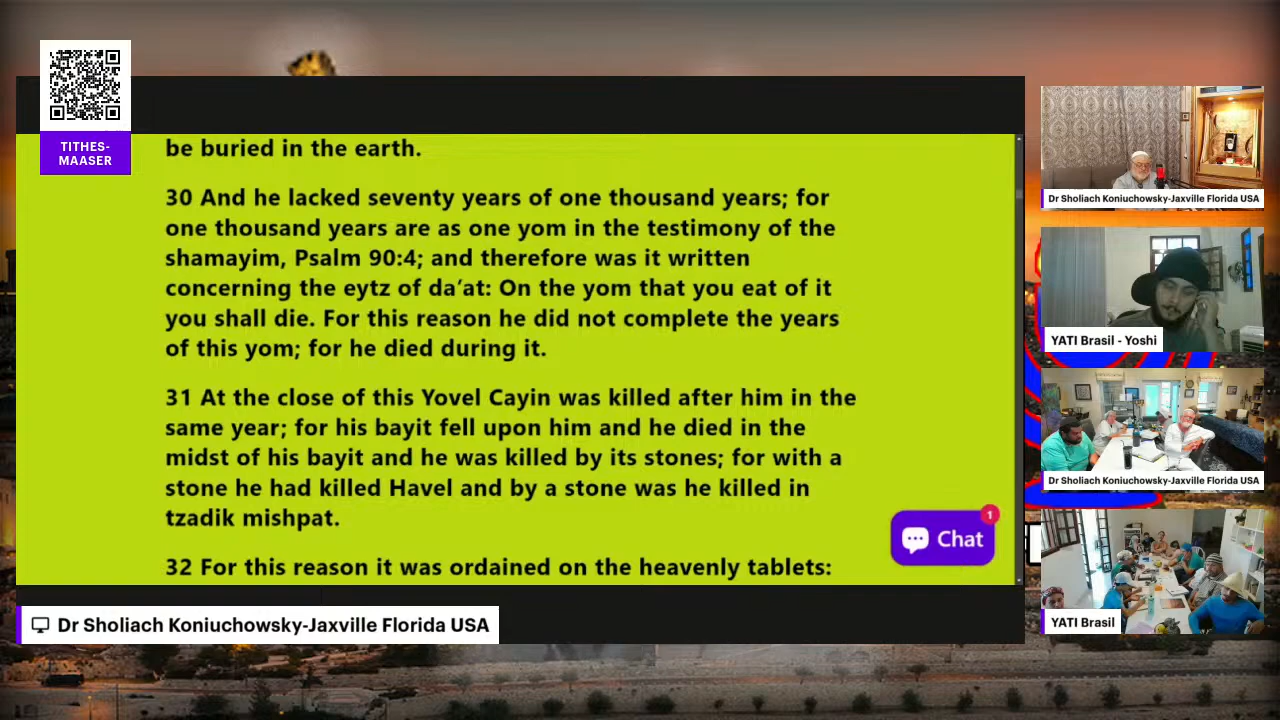 TITHES-
MAASER
be buried in the earth.
30 And he lacked seventy years of one thousand years; for
one thousand years are as one yom in the testimony of the
shamayim, Psalm 90:4; and therefore was it written
concerning the eytz of da’at: On the yom that you eat of it
you shall die. For this reason he did not complete the years
of this yom; for he died during it.
31 At the close of this Yovel Cayin was killed after him in the
same year; for his bayit fell upon him and he died in the
midst of his bayit and he was killed by its stones; for with a
stone he had killed Havel and by a stone was he killed in
tzadik mishpat.
32 For this reason it was ordained on the heavenly tablets:
Chat
1
Dr Sholiach Koniuchowsky-Jaxville Florida USA
Dr Sholiach Koniuchowsky-Jaxville Florida USA
YATI Brasil - Yoshi
Dr Sholiach Koniuchowsky-Jaxville Florida USA
YATI Brasil